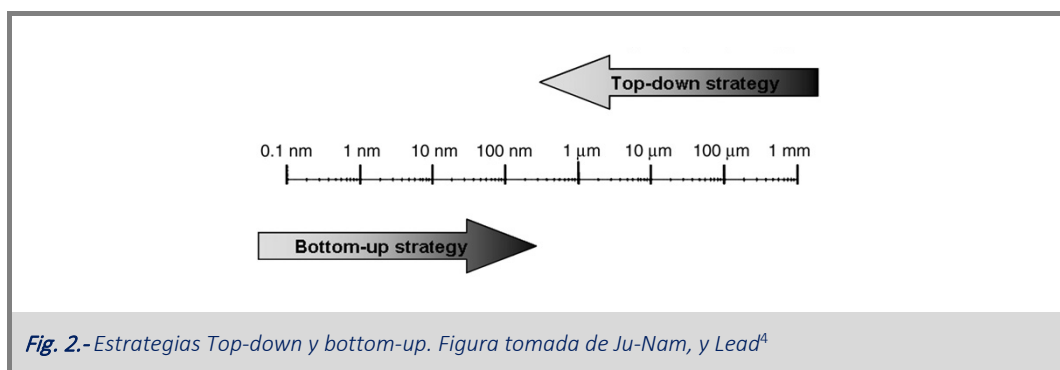 Top-down strategy
0.1 nm 1 nm 10 nm 100 nm 1 μm 10 μm 100 μm 1 mm
Bottom-up strategy
Fig. 2.- Estrategias Top-down y bottom-up. Figura tomada de Ju-Nam, y Lead⁴